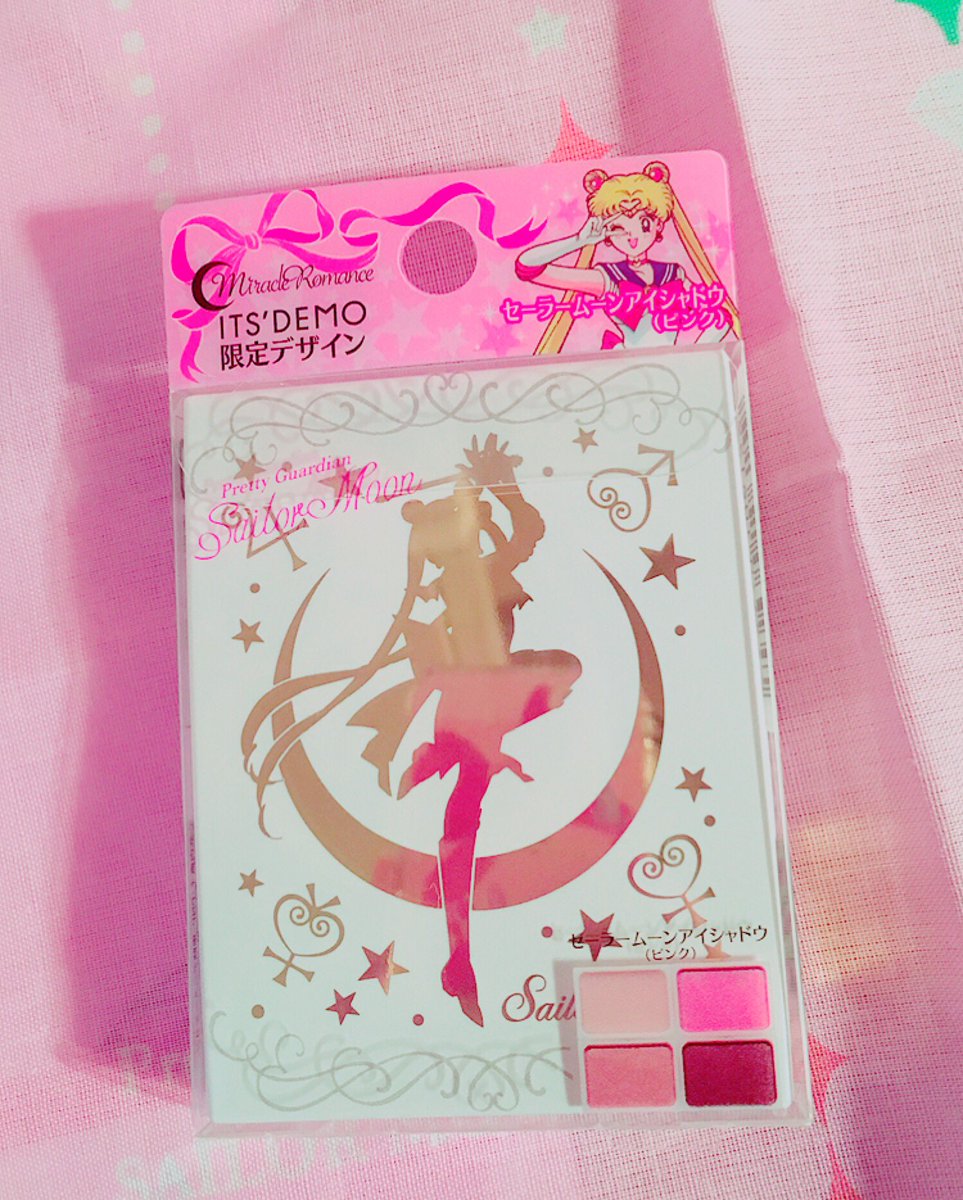 Miracle Romance
ITS'DEMO
限定デザイン
セーラームーンアイシャドウ
(ピンク)
Pretty Guardian
Sailor Moon
セーラームーンアイシャドウ
(ピンク)
SAILOR